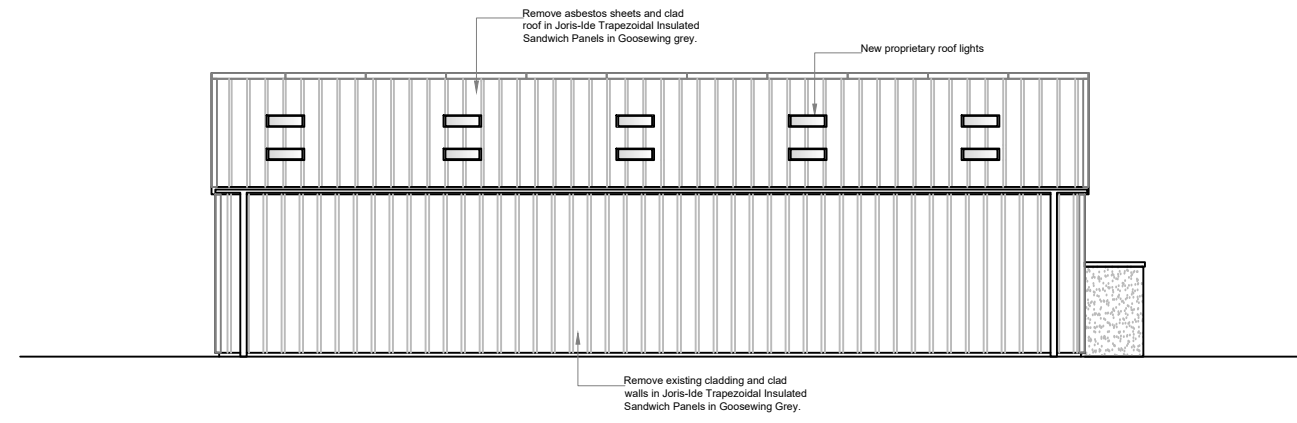 Remove asbestos sheets and clad
roof in Joris-Ide Trapezoidal Insulated
Sandwich Panels in Goosewing grey.
New proprietary roof lights
Remove existing cladding and clad
walls in Joris-Ide Trapezoidal Insulated
Sandwich Panels in Goosewing Grey.